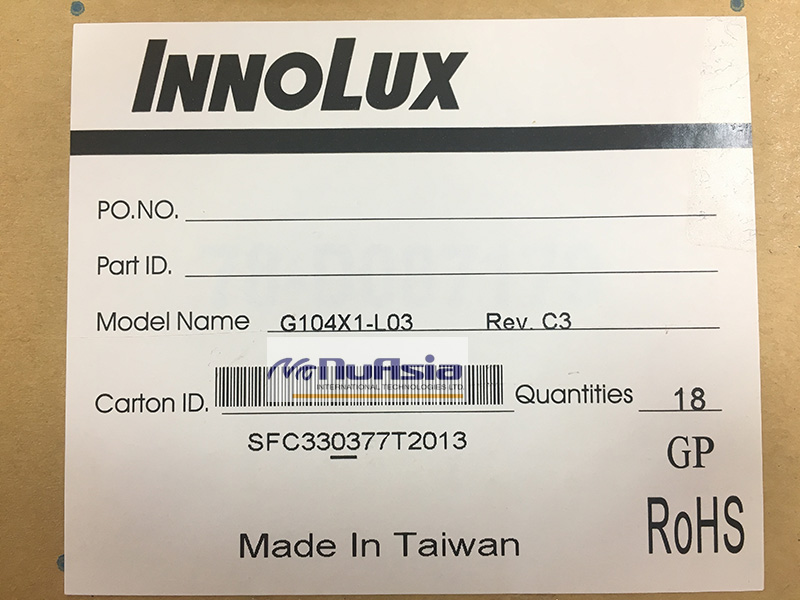 INNOLUX
PO.NO.
Part ID.
Model Name G104X1-L03 Rev. C3
NuAsia
INTERNATIONAL TECHNOLOGIES LTD.
Carton ID. Quantities 18
SFC330377T2013
GP
RoHS
Made In Taiwan